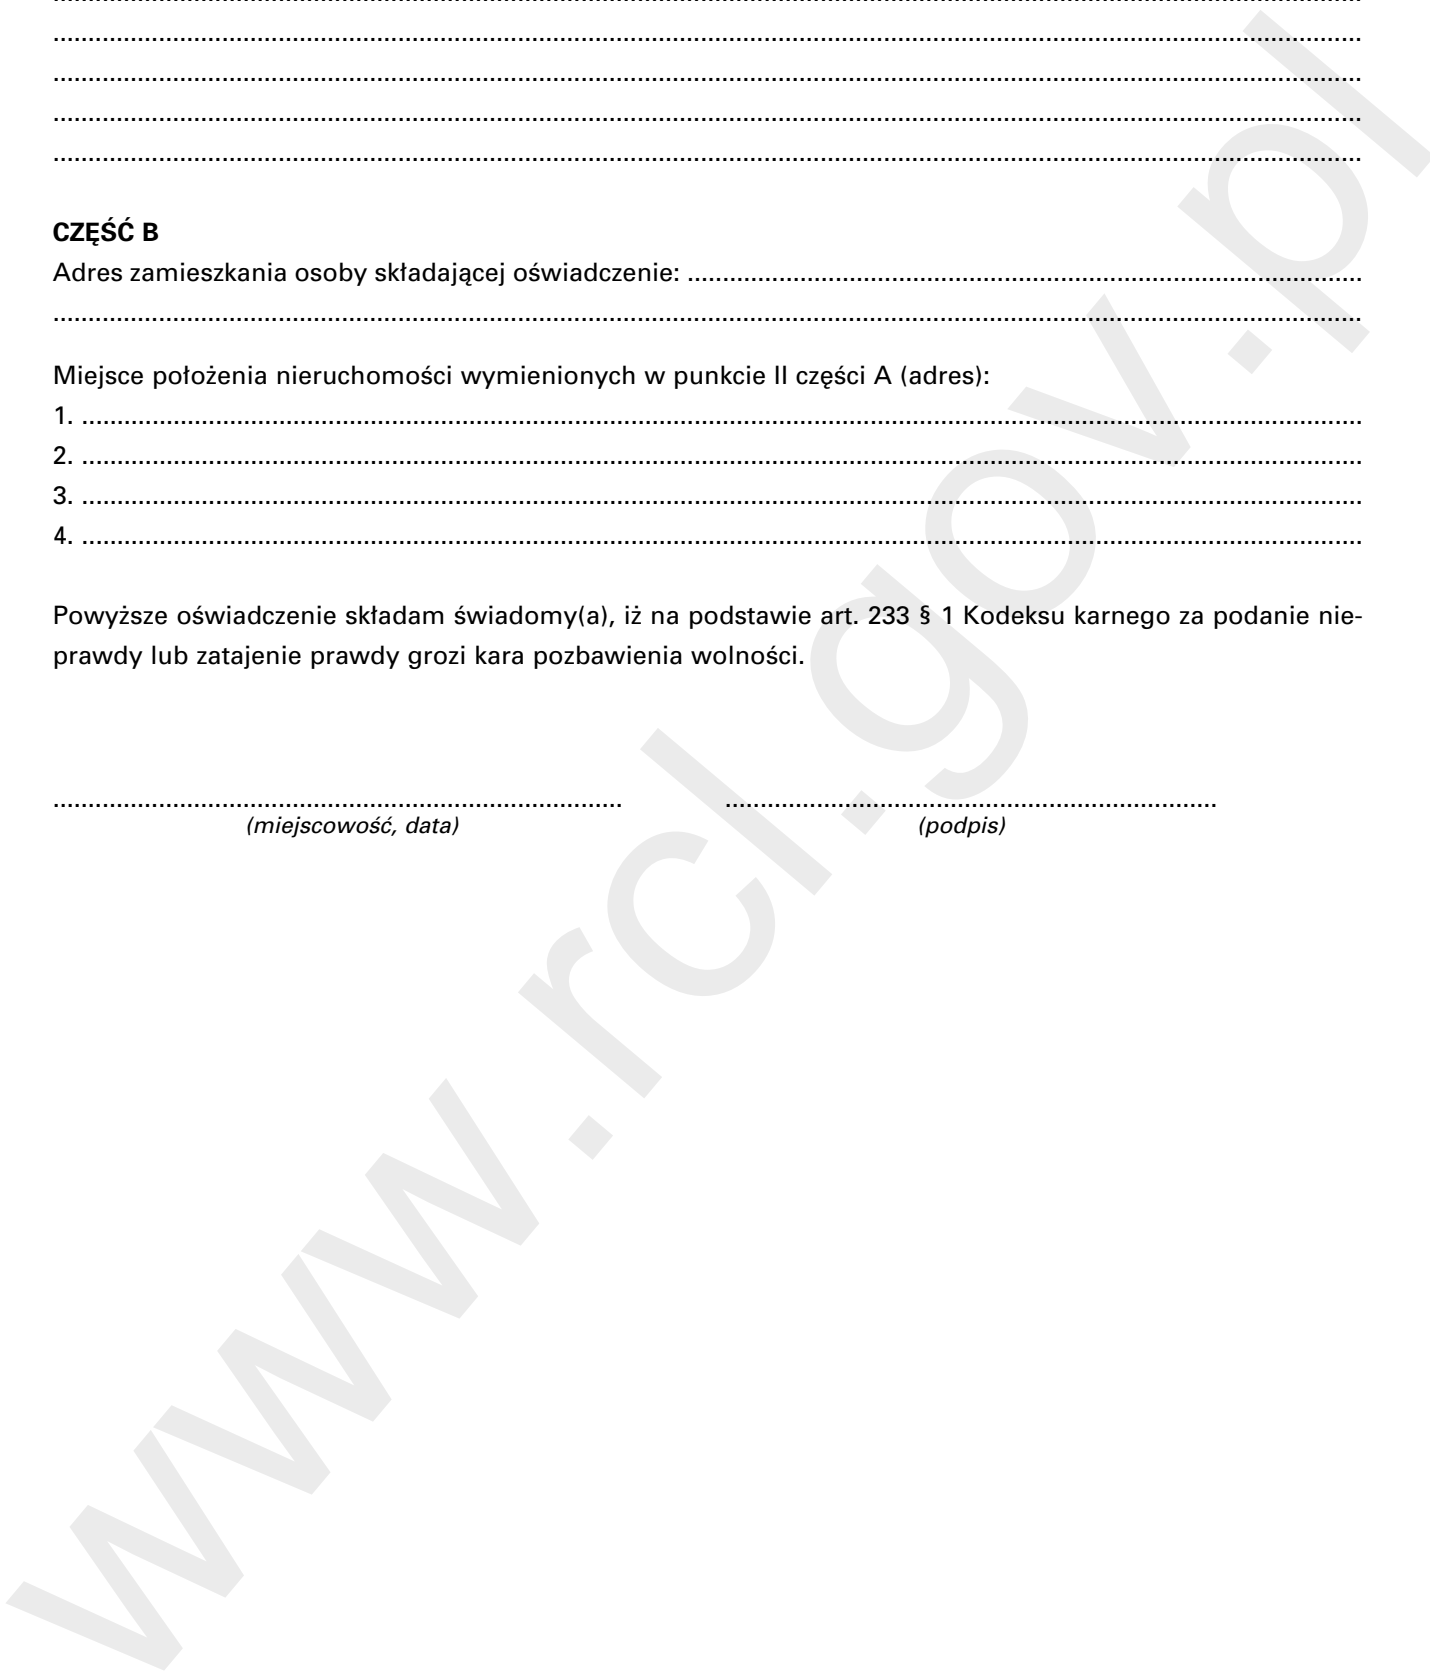 ....................................................................................................
....................................................................................................
....................................................................................................
....................................................................................................
....................................................................................................
CZĘŚĆ B
Adres zamieszkania osoby składającej oświadczenie: ....................................................................................................
....................................................................................................
Miejsce położenia nieruchomości wymienionych w punkcie II części A (adres):
1. ....................................................................................................
2. ....................................................................................................
3. ....................................................................................................
4. ....................................................................................................
Powyższe oświadczenie składam świadomy(a), iż na podstawie art. 233 § 1 Kodeksu karnego za podanie nie-
prawdy lub zatajenie prawdy grozi kara pozbawienia wolności.
................................................................................ ......................................................................
(miejscowość, data) (podpis)
www.rcl.gov.pl